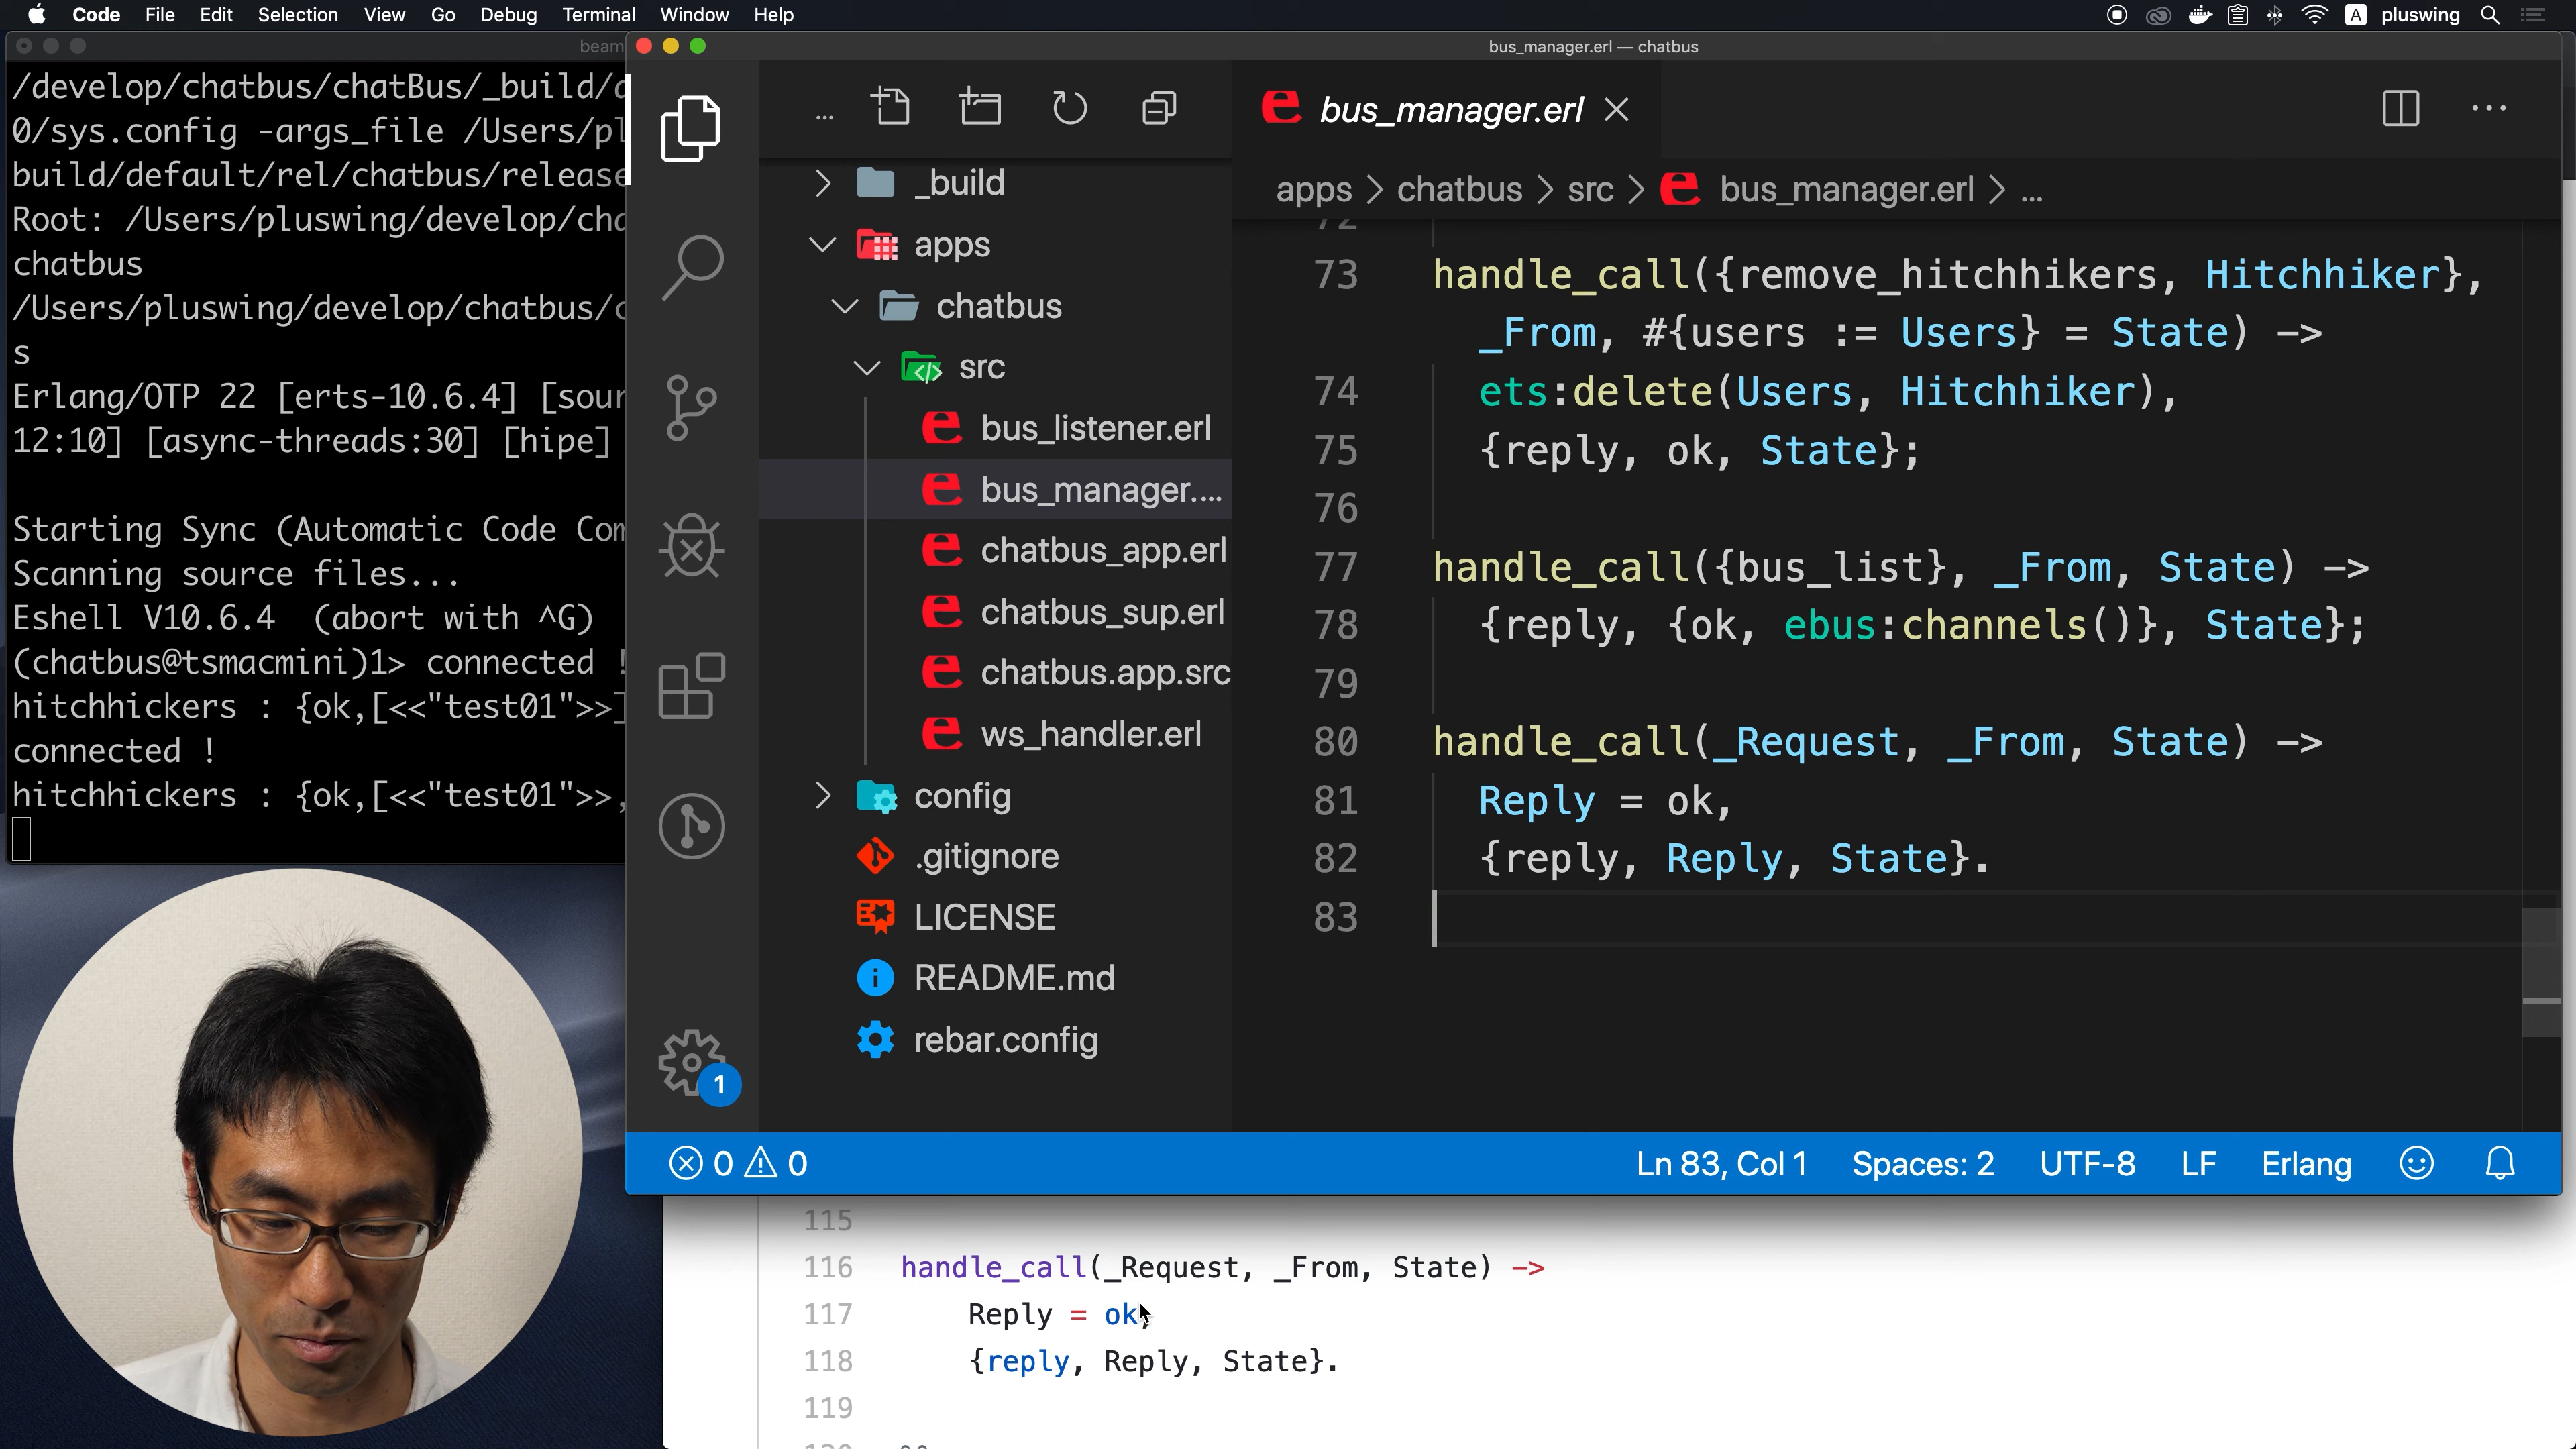 Code File Edit Selection View Go Debug Terminal Window Help
A pluswing
beam
/develop/chatbus/chatBus/_build/d
0/sys.config -args_file /Users/pl
build/default/rel/chatbus/release
Root: /Users/pluswing/develop/cha
chatbus
/Users/pluswing/develop/chatbus/c
s
Erlang/OTP 22 [erts-10.6.4] [sour
12:10] [async-threads:30] [hipe]
Starting Sync (Automatic Code Com
Scanning source files...
Eshell V10.6.4  (abort with ^G)
(chatbus@tsmacmini)1> connected !
hitchhickers : {ok,[<<"test01">>]
connected !
hitchhickers : {ok,[<<"test01">>,
bus_manager.erl — chatbus
...
_build
apps
chatbus
src
bus_listener.erl
bus_manager....
chatbus_app.erl
chatbus_sup.erl
chatbus.app.src
ws_handler.erl
config
.gitignore
LICENSE
README.md
rebar.config
1
bus_manager.erl
apps > chatbus > src > bus_manager.erl > ...
72
73 handle_call({remove_hitchhikers, Hitchhiker},
_From, #{users := Users} = State) ->
74 ets:delete(Users, Hitchhiker),
75 {reply, ok, State};
76
77 handle_call({bus_list}, _From, State) ->
78 {reply, {ok, ebus:channels()}, State};
79
80 handle_call(_Request, _From, State) ->
81 Reply = ok,
82 {reply, Reply, State}.
83
0 0
Ln 83, Col 1 Spaces: 2 UTF-8 LF Erlang
115
116 handle_call(_Request, _From, State) ->
117 Reply = ok,
118 {reply, Reply, State}.
119